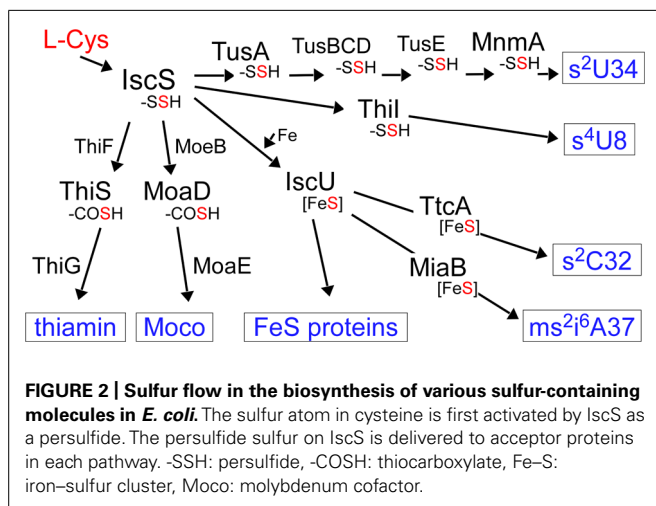 L-Cys
IscS
-SSH
TusA
-SSH
TusBCD
-SSH
TusE
-SSH
MnmA
-SSH
s²U34
ThiI
-SSH
s⁴U8
ThiF
MoeB
Fe
ThiS
-COSH
MoaD
-COSH
IscU
[FeS]
TtcA
[FeS]
s²C32
ThiG
MoaE
MiaB
[FeS]
thiamin
Moco
FeS proteins
ms²i⁶A37
FIGURE 2 | Sulfur flow in the biosynthesis of various sulfur-containing
molecules in E. coli. The sulfur atom in cysteine is first activated by IscS as
a persulfide. The persulfide sulfur on IscS is delivered to acceptor proteins
in each pathway. -SSH: persulfide, -COSH: thiocarboxylate, Fe–S:
iron–sulfur cluster, Moco: molybdenum cofactor.